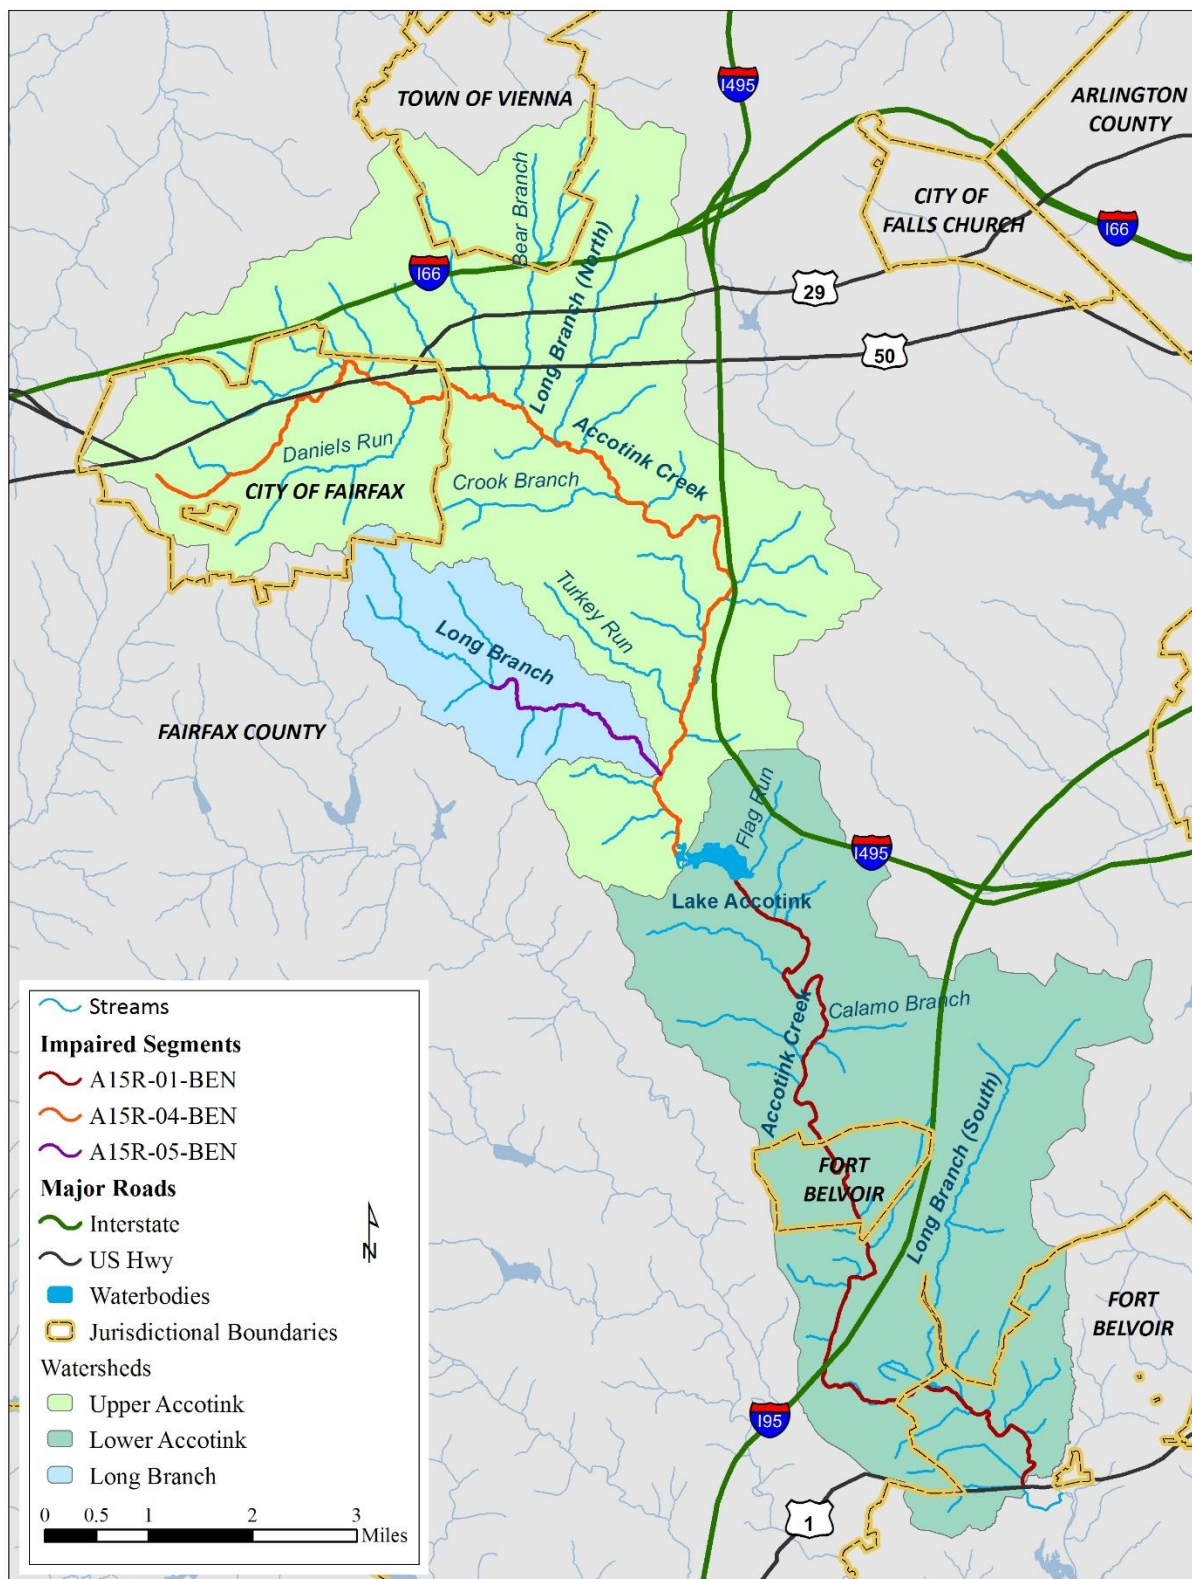 I495
TOWN OF VIENNA
ARLINGTON
COUNTY
Bear Branch
CITY OF
FALLS CHURCH
I66
Long Branch (North)
I66
29
50
Accotink Creek
Daniels Run
CITY OF FAIRFAX
Crook Branch
Turkey Run
Long Branch
FAIRFAX COUNTY
Flag Run
I495
Lake Accotink
Calamo Branch
Accotink Creek
Long Branch (South)
FORT
BELVOIR
FORT
BELVOIR
I95
1
Streams
Impaired Segments
A15R-01-BEN
A15R-04-BEN
A15R-05-BEN
Major Roads
Interstate
US Hwy
N
Waterbodies
Jurisdictional Boundaries
Watersheds
Upper Accotink
Lower Accotink
Long Branch
0 0.5 1 2 3
Miles